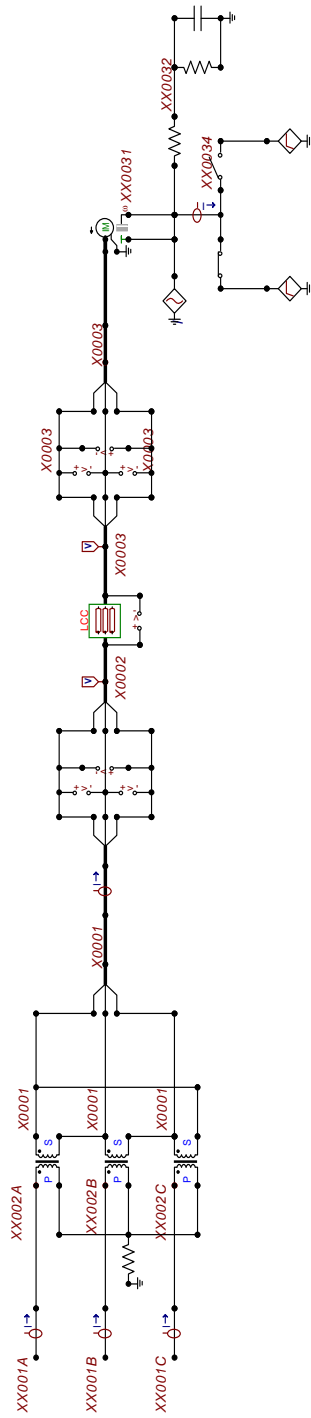 XX0032
XX0034
XX0031
I
S
IM
X0003
X0003
X0003
+ v -
+ v -
+ v -
+ v -
V
X0003
LCC
+ v -
X0002
V
+ v -
+ v -
+ v -
+ v -
I
X0001
X0001
X0001
X0001
S
S
S
P
P
P
XX002A
XX002B
XX002C
I
I
I
XX001A
XX001B
XX001C